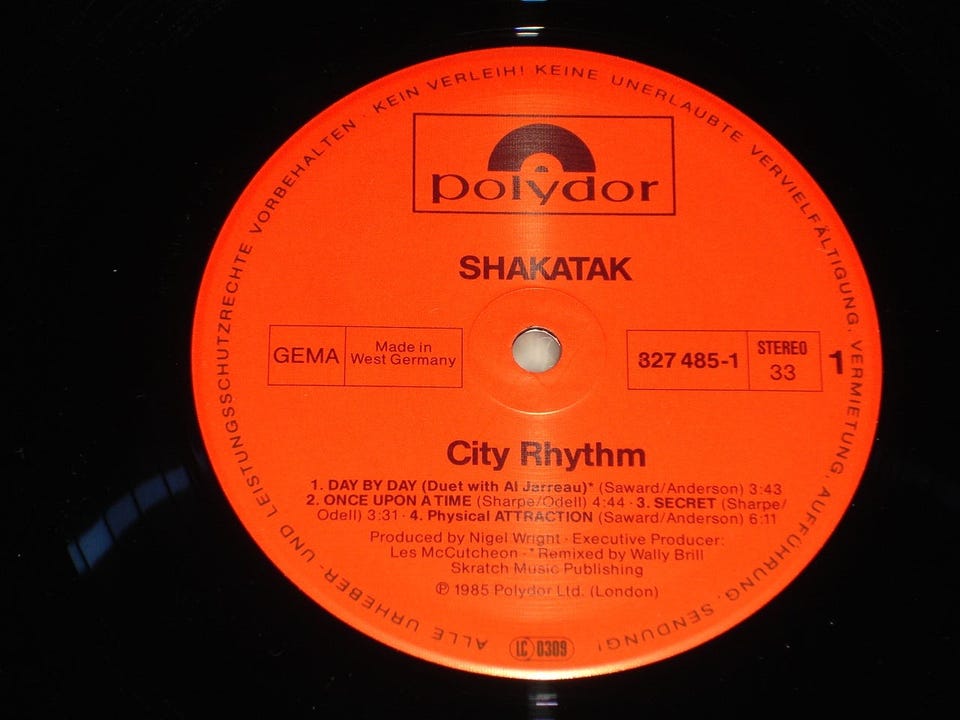 ALLE URHEBER- UND LEISTUNGSSCHUTZRECHTE VORBEHALTEN · KEIN VERLEIH! KEINE UNERLAUBTE VERVIELFÄLTIGUNG, VERMIETUNG, AUFFÜHRUNG, SENDUNG!
polydor
SHAKATAK
GEMA
Made in
West Germany
827 485-1
STEREO
33
1
City Rhythm
1. DAY BY DAY (Duet with Al Jarreau)* (Saward/Anderson) 3:43
2. ONCE UPON A TIME (Sharpe/Odell) 4:44 · 3. SECRET (Sharpe/
Odell) 3:31 · 4. Physical ATTRACTION (Saward/Anderson) 6:11
Produced by Nigel Wright · Executive Producer:
Les McCutcheon · *Remixed by Wally Brill
Skratch Music Publishing
℗ 1985 Polydor Ltd. (London)
LC 0309